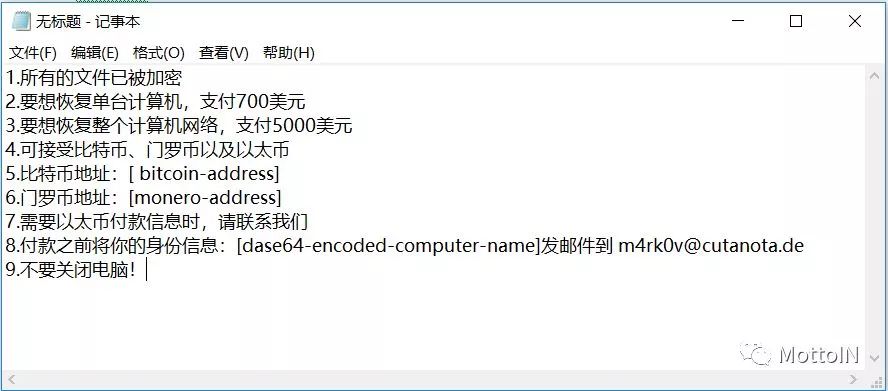 无标题 - 记事本
文件(F) 编辑(E) 格式(O) 查看(V) 帮助(H)
1.所有的文件已被加密
2.要想恢复单台计算机，支付700美元
3.要想恢复整个计算机网络，支付5000美元
4.可接受比特币、门罗币以及以太币
5.比特币地址：[ bitcoin-address]
6.门罗币地址：[monero-address]
7.需要以太币付款信息时，请联系我们
8.付款之前将你的身份信息：[dase64-encoded-computer-name]发邮件到 m4rk0v@cutanota.de
9.不要关闭电脑！
MottoIN